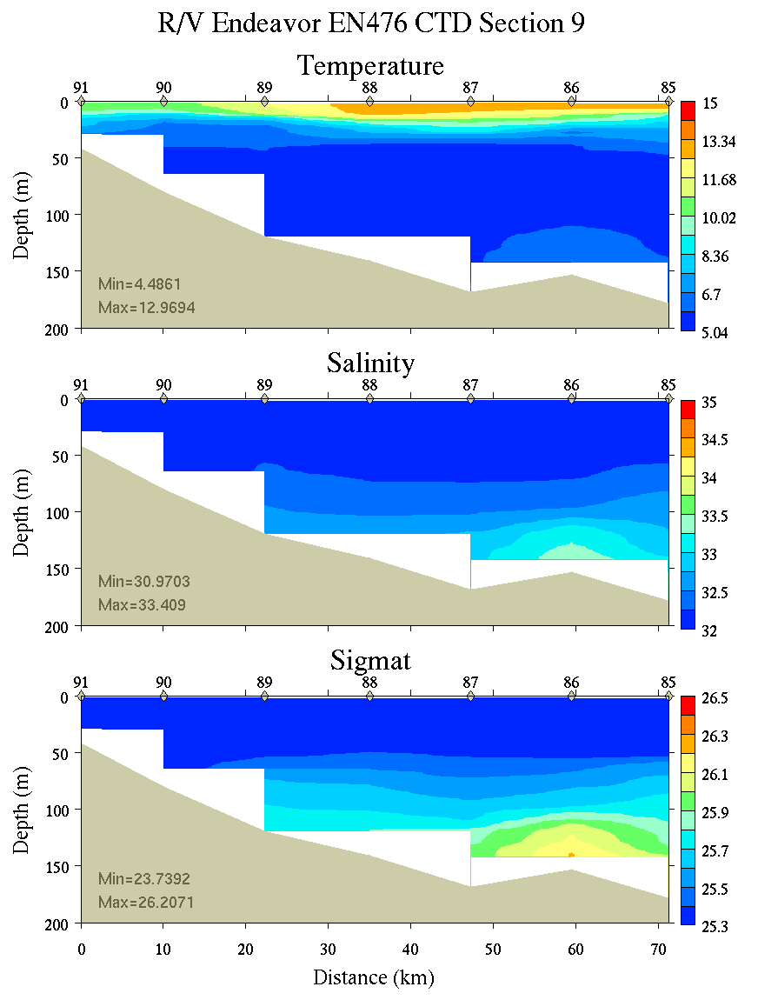 R/V Endeavor EN476 CTD Section 9
Temperature
91 90 89 88 87 86 85
0
50
100
150
200
Depth (m)
Min=4.4861
Max=12.9694
15
13.34
11.68
10.02
8.36
6.7
5.04
Salinity
91 90 89 88 87 86 85
0
50
100
150
200
Depth (m)
Min=30.9703
Max=33.409
35
34.5
34
33.5
33
32.5
32
Sigmat
91 90 89 88 87 86 85
0
50
100
150
200
Depth (m)
Min=23.7392
Max=26.2071
26.5
26.3
26.1
25.9
25.7
25.5
25.3
0 10 20 30 40 50 60 70
Distance (km)